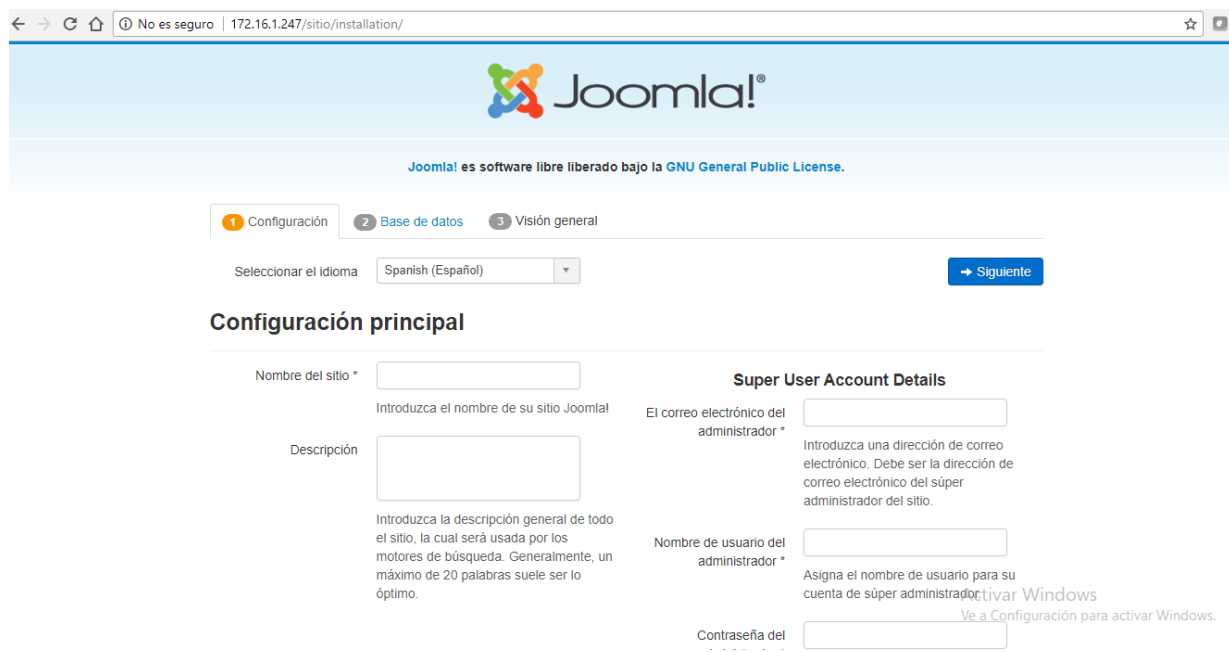 No es seguro | 172.16.1.247/sitio/installation/
Joomla!®
Joomla! es software libre liberado bajo la GNU General Public License.
1 Configuración 2 Base de datos 3 Visión general
Seleccionar el idioma Spanish (Español) → Siguiente
Configuración principal
Nombre del sitio *
Introduzca el nombre de su sitio Joomla!
Descripción
Introduzca la descripción general de todo
el sitio, la cual será usada por los
motores de búsqueda. Generalmente, un
máximo de 20 palabras suele ser lo
óptimo.
Super User Account Details
El correo electrónico del
administrador *
Introduzca una dirección de correo
electrónico. Debe ser la dirección de
correo electrónico del súper
administrador del sitio.
Nombre de usuario del
administrador *
Asigna el nombre de usuario para su
cuenta de súper administrador.
Contraseña del
Activar Windows
Ve a Configuración para activar Windows.